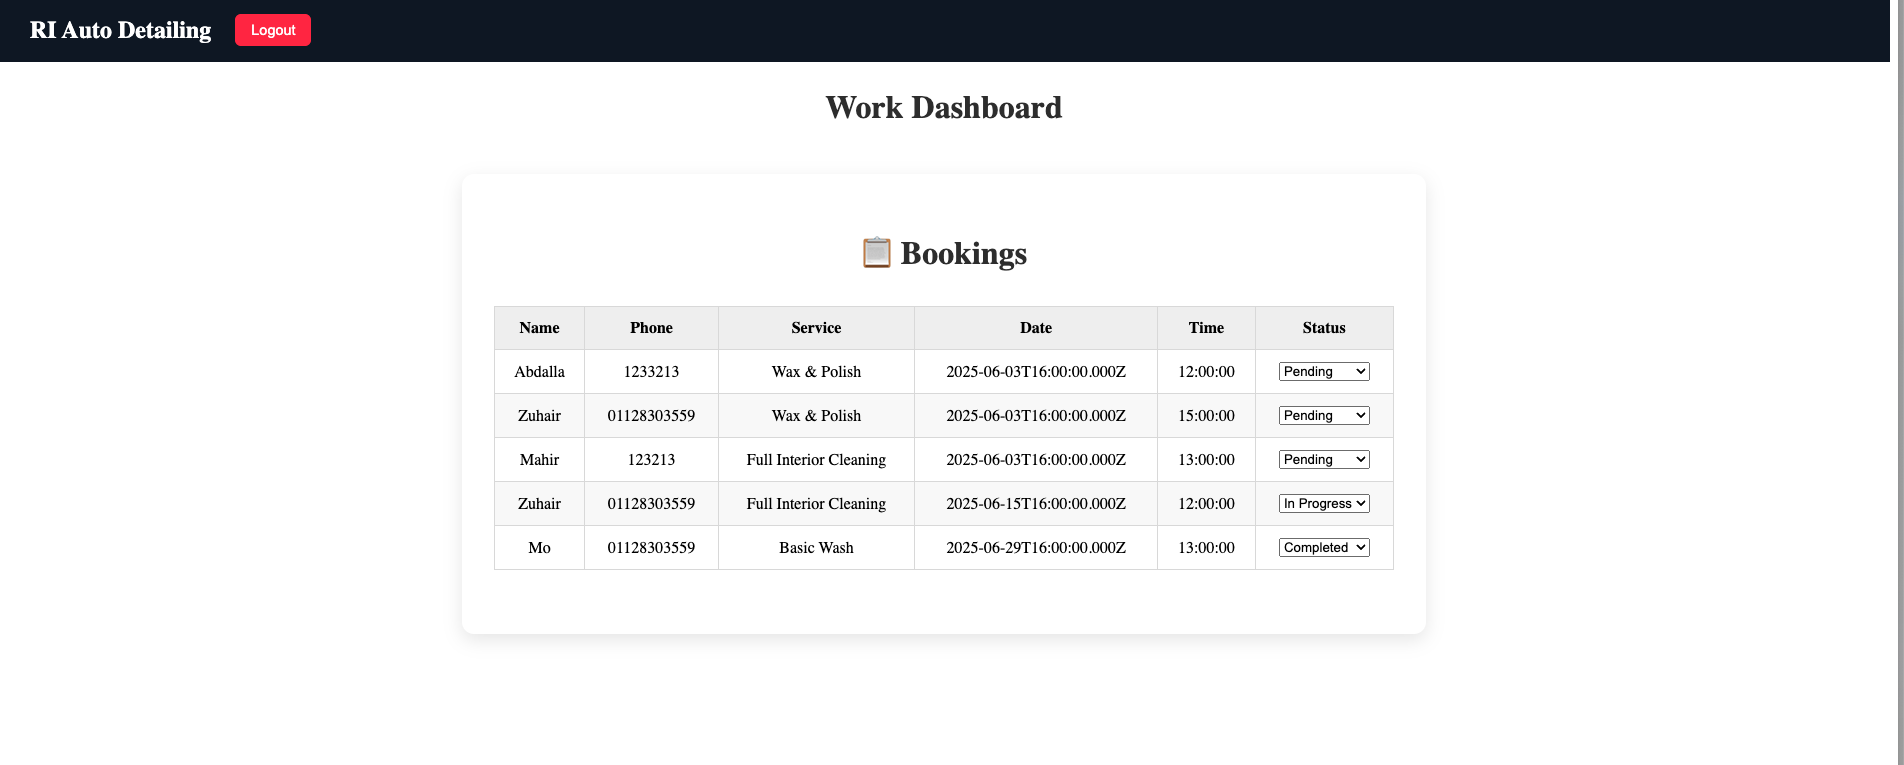 RI Auto Detailing Logout
Work Dashboard
📋 Bookings
Name Phone Service Date Time Status
Abdalla 1233213 Wax & Polish 2025-06-03T16:00:00.000Z 12:00:00 Pending
Zuhair 01128303559 Wax & Polish 2025-06-03T16:00:00.000Z 15:00:00 Pending
Mahir 123213 Full Interior Cleaning 2025-06-03T16:00:00.000Z 13:00:00 Pending
Zuhair 01128303559 Full Interior Cleaning 2025-06-15T16:00:00.000Z 12:00:00 In Progress
Mo 01128303559 Basic Wash 2025-06-29T16:00:00.000Z 13:00:00 Completed